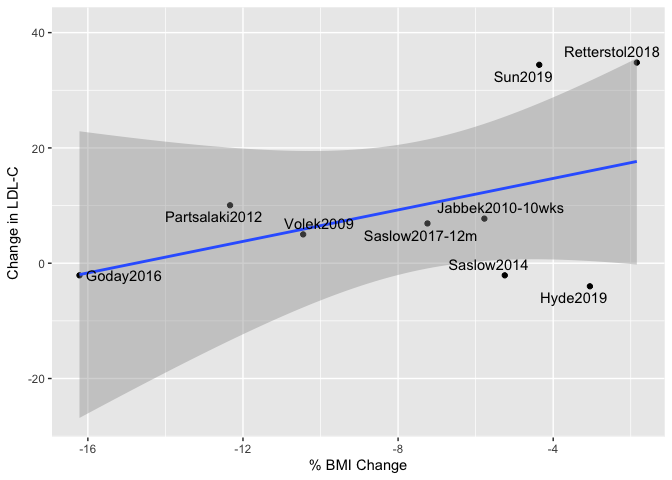 40
20
0
-20
Change in LDL-C
Retterstol2018
Sun2019
Partsalaki2012
Volek2009
Jabbek2010-10wks
Saslow2017-12m
Saslow2014
Goday2016
Hyde2019
-16
-12
-8
-4
% BMI Change